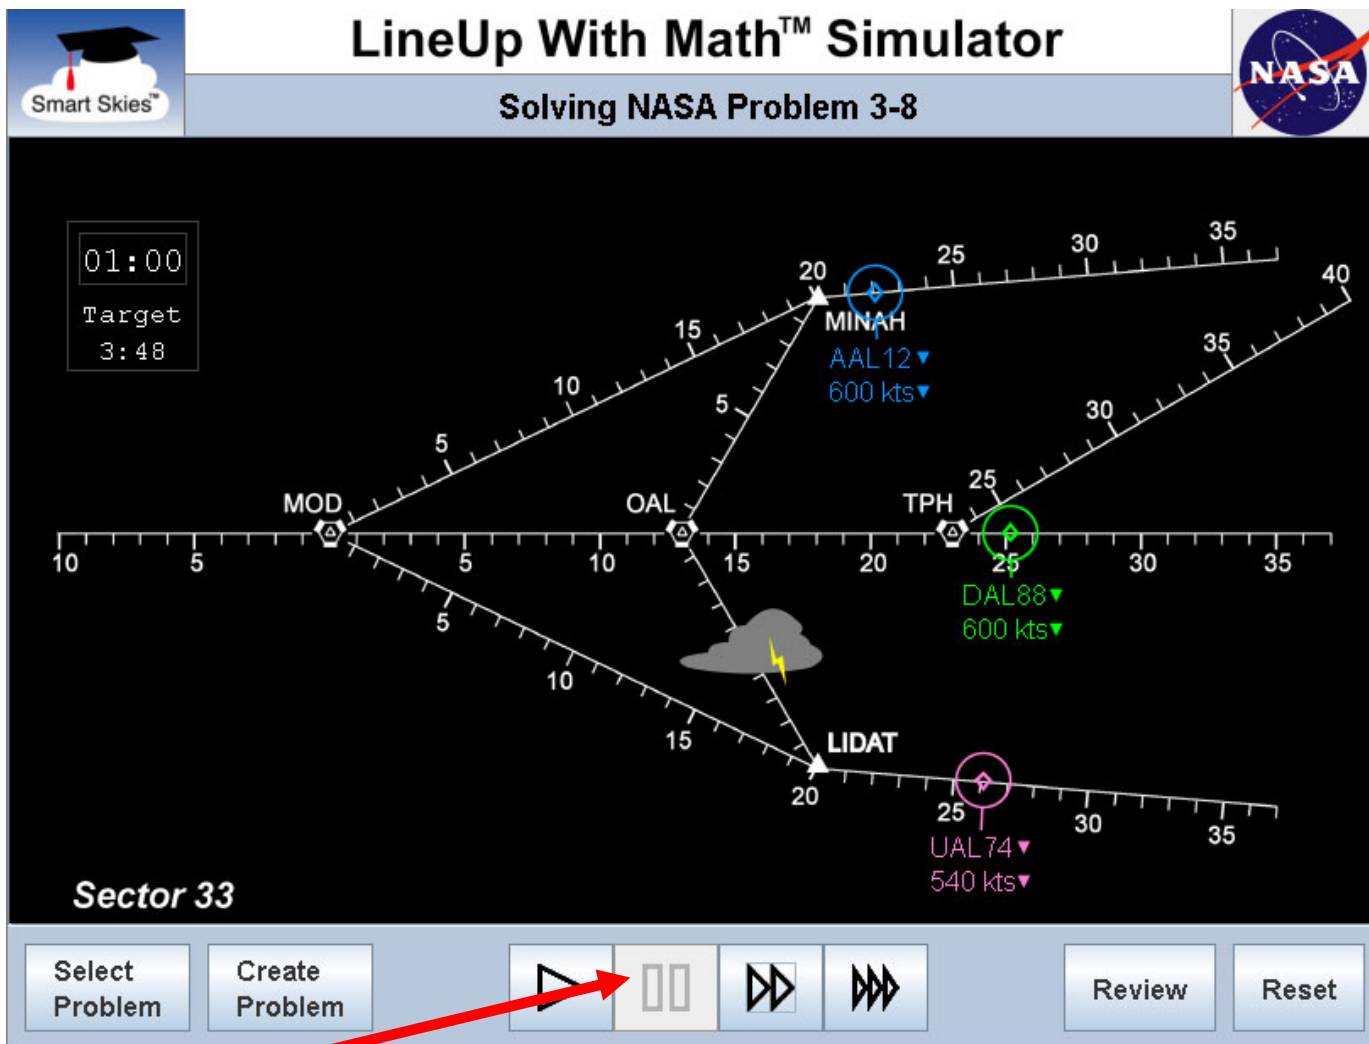 LineUp With Math™ Simulator
Smart Skies™
NASA
Solving NASA Problem 3-8
01:00
Target
3:48
20
25
30
35
40
MINAH
AAL12
600 kts
15
10
5
5
35
30
25
MOD
OAL
TPH
10
5
5
10
15
20
25
30
35
DAL88
600 kts
5
10
15
20
LIDAT
25
30
35
UAL74
540 kts
Sector 33
Select
Problem
Create
Problem
Review
Reset